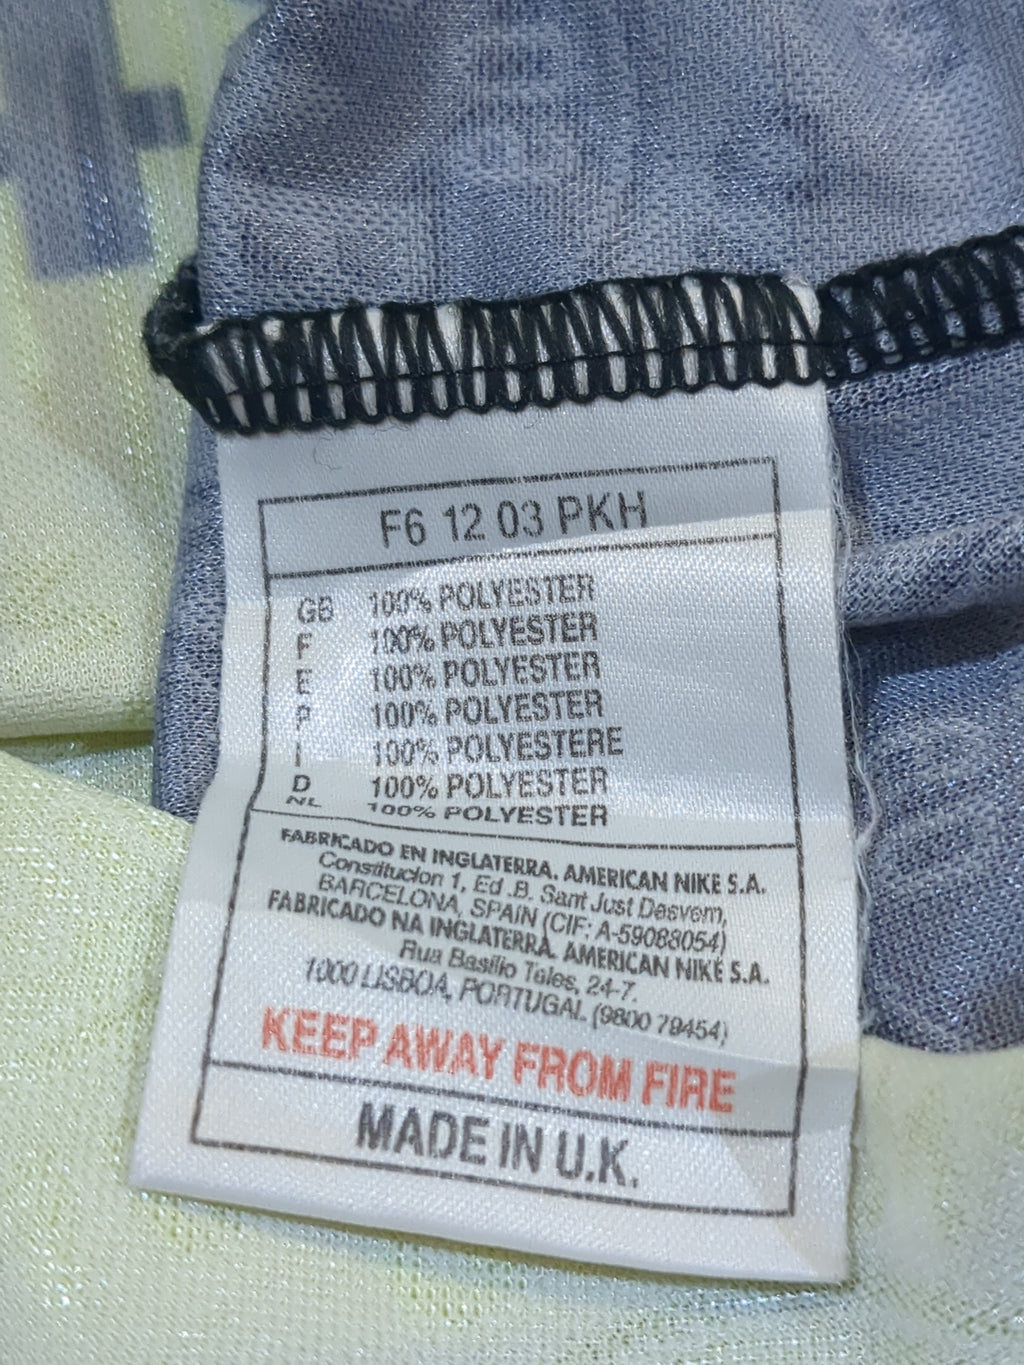 F6 12 03 PKH
GB 100% POLYESTER
F 100% POLYESTER
E 100% POLYESTER
P 100% POLYESTER
I 100% POLYESTERE
D 100% POLYESTER
NL 100% POLYESTER
FABRICADO EN INGLATERRA. AMERICAN NIKE S.A.
Constitucion 1, Ed .B. Sant Just Desvern,
BARCELONA, SPAIN (CIF: A-59088054)
FABRICADO NA INGLATERRA. AMERICAN NIKE S.A.
Rua Basilio Teles, 24-7.
1000 LISBOA, PORTUGAL. (9800 79454)
KEEP AWAY FROM FIRE
MADE IN U.K.